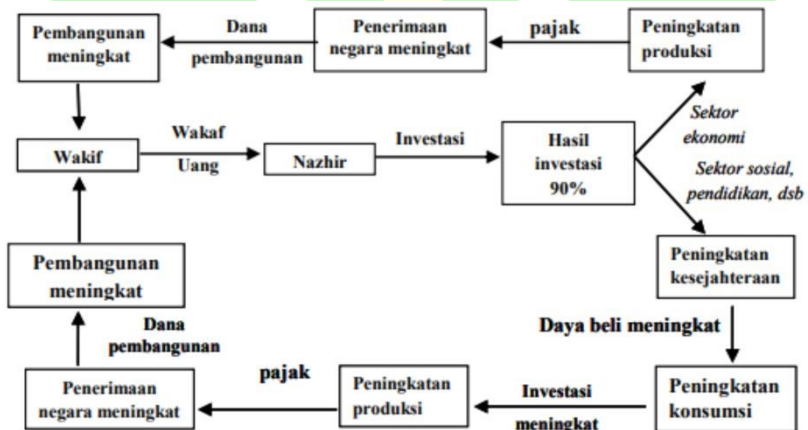 Pembangunan
meningkat
Dana
pembangunan
Penerimaan
negara meningkat
pajak
Peningkatan
produksi
Wakif
Wakaf
Uang
Nazhir
Investasi
Hasil
investasi
90%
Sektor
ekonomi
Sektor sosial,
pendidikan, dsb
Pembangunan
meningkat
Peningkatan
kesejahteraan
Dana
pembangunan
Daya beli meningkat
Penerimaan
negara meningkat
pajak
Peningkatan
produksi
Investasi
meningkat
Peningkatan
konsumsi